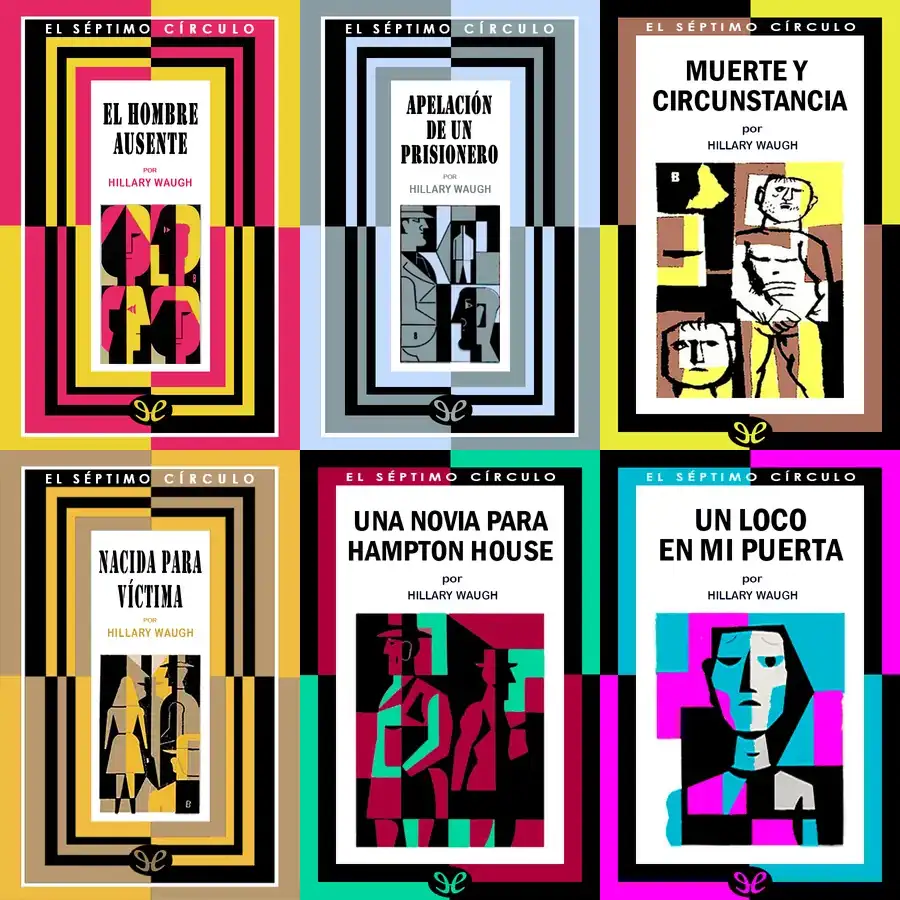 EL SÉPTIMO CÍRCULO
EL HOMBRE
AUSENTE
POR
HILLARY WAUGH
B
EL SÉPTIMO CÍRCULO
APELACIÓN
DE UN
PRISIONERO
POR
HILLARY WAUGH
EL SÉPTIMO CÍRCULO
MUERTE Y
CIRCUNSTANCIA
por
HILLARY WAUGH
B
EL SÉPTIMO CÍRCULO
NACIDA PARA
VÍCTIMA
POR
HILLARY WAUGH
B
EL SÉPTIMO CÍRCULO
UNA NOVIA PARA
HAMPTON HOUSE
por
HILLARY WAUGH
EL SÉPTIMO CÍRCULO
UN LOCO
EN MI PUERTA
por
HILLARY WAUGH